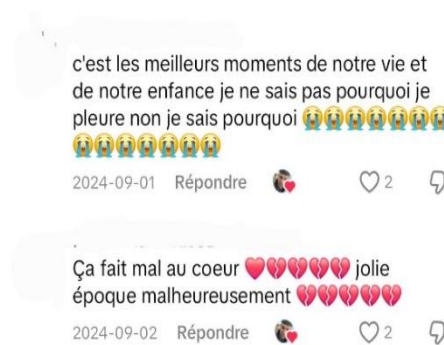 c'est les meilleurs moments de notre vie et
de notre enfance je ne sais pas pourquoi je
pleure non je sais pourquoi 😭😭😭😭😭😭😭
😭😭😭😭😭😭😭
2024-09-01 Répondre 2
Ça fait mal au coeur ❤️💔💔💔💔 jolie
époque malheureusement 💔💔💔💔💔
2024-09-02 Répondre 2